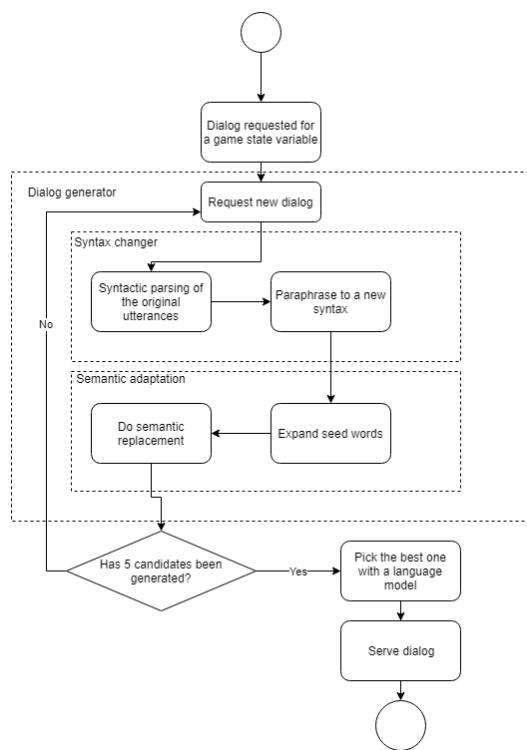 Dialog requested for
a game state variable
Dialog generator
Request new dialog
Syntax changer
Syntactic parsing of
the original
utterances
Paraphrase to a new
syntax
No
Semantic adaptation
Do semantic
replacement
Expand seed words
Has 5 candidates been
generated?
Yes
Pick the best one
with a language
model
Serve dialog